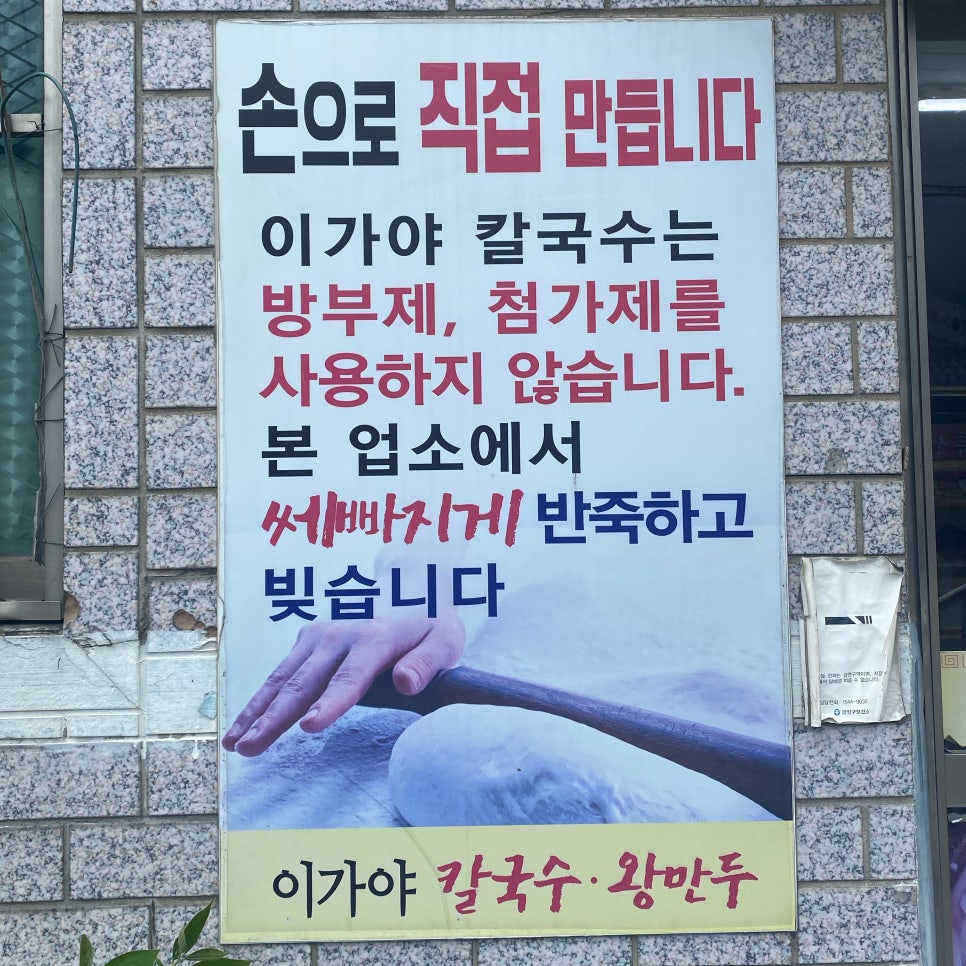 손으로 직접 만듭니다
이가야 칼국수는
방부제, 첨가제를
사용하지 않습니다.
본 업소에서
쎄빠지게 반죽하고
빚습니다
이가야 칼국수·왕만두